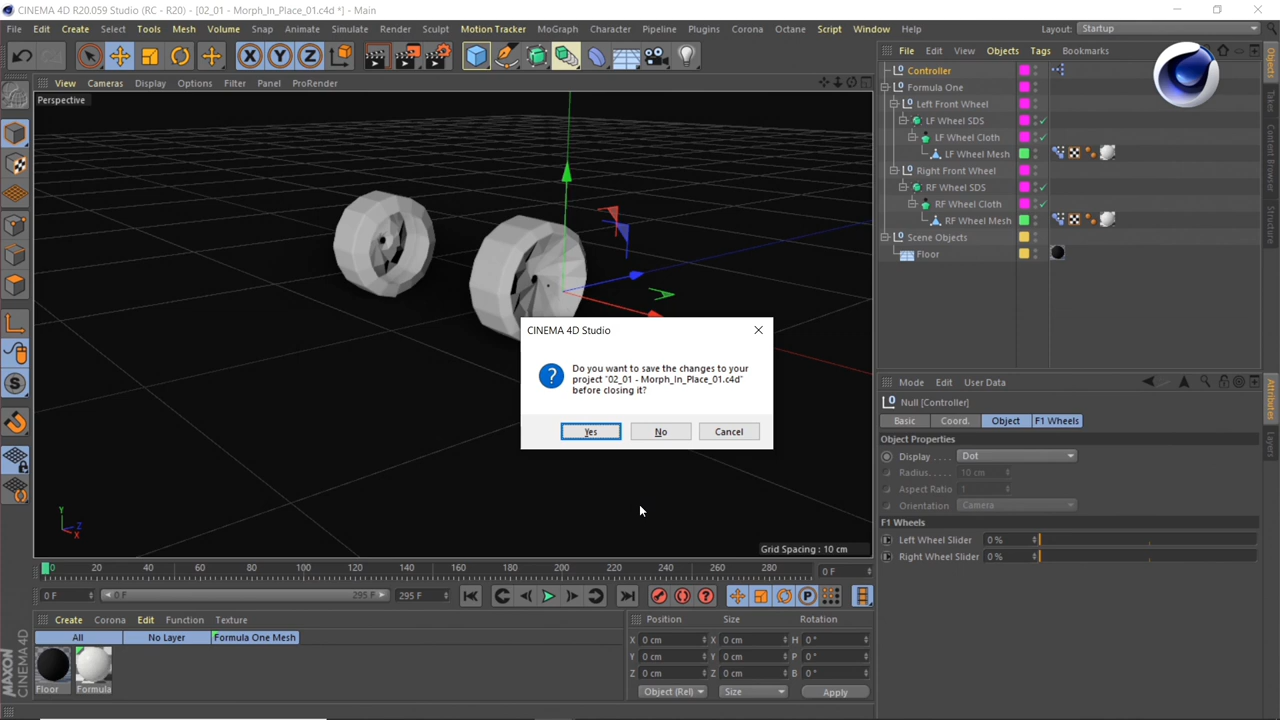 CINEMA 4D R20.059 Studio (RC - R20) - [02_01 - Morph_In_Place_01.c4d *] - Main
File Edit Create Select Tools Mesh Volume Snap Animate Simulate Render Sculpt Motion Tracker MoGraph Character Pipeline Plugins Corona Octane Script Window Help Layout: Startup
X Y Z
File Edit View Objects Tags Bookmarks
View Cameras Display Options Filter Panel ProRender
Perspective
Controller
Formula One
Left Front Wheel
LF Wheel SDS
LF Wheel Cloth
LF Wheel Mesh
Right Front Wheel
RF Wheel SDS
RF Wheel Cloth
RF Wheel Mesh
Scene Objects
Floor
Objects
Takes
Content Browser
Structure
CINEMA 4D Studio
Do you want to save the changes to your
project "02_01 - Morph_In_Place_01.c4d"
before closing it?
Yes No Cancel
Mode Edit User Data
Null [Controller]
Basic Coord. Object F1 Wheels
Object Properties
Display . . . . Dot
Radius. . . . . 10 cm
Aspect Ratio 1
Orientation Camera
F1 Wheels
Left Wheel Slider 0 %
Right Wheel Slider 0 %
Attributes
Layers
Y
Z
X
Grid Spacing : 10 cm
0 20 40 60 80 100 120 140 160 180 200 220 240 260 280 0 F
0 F 0 F 295 F 295 F
P
Create Corona Edit Function Texture
All No Layer Formula One Mesh
Floor Formula
Position Size Rotation
X 0 cm X 0 cm H 0 °
Y 0 cm Y 0 cm P 0 °
Z 0 cm Z 0 cm B 0 °
Object (Rel) Size Apply
MAXON
CINEMA 4D